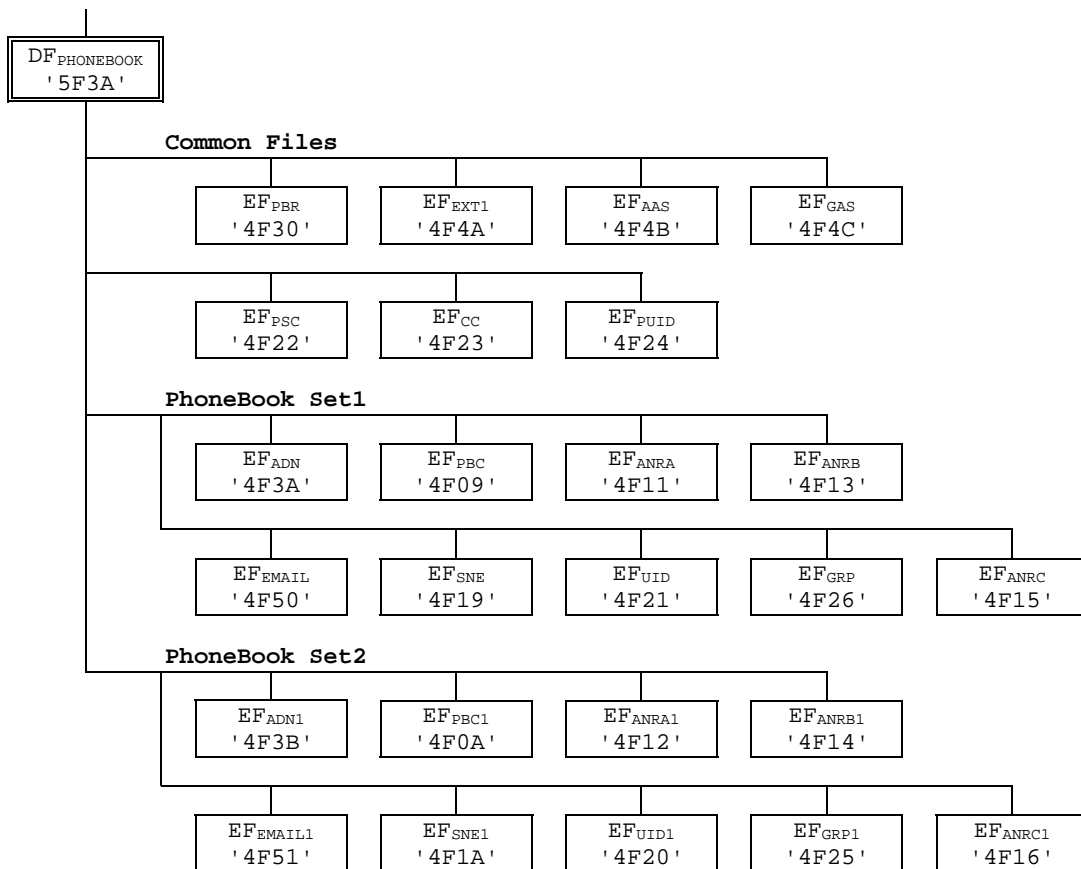 DFPHONEBOOK
'5F3A'
Common Files
EFPBR EFEXT1 EFAAS EFGAS
'4F30' '4F4A' '4F4B' '4F4C'
EFPSC EFCC EFPUID
'4F22' '4F23' '4F24'
PhoneBook Set1
EFADN EFPBC EFANRA EFANRB
'4F3A' '4F09' '4F11' '4F13'
EFEMAIL EFSNE EFUID EFGRP EFANRC
'4F50' '4F19' '4F21' '4F26' '4F15'
PhoneBook Set2
EFADN1 EFPBC1 EFANRA1 EFANRB1
'4F3B' '4F0A' '4F12' '4F14'
EFEMAIL1 EFSNE1 EFUID1 EFGRP1 EFANRC1
'4F51' '4F1A' '4F20' '4F25' '4F16'